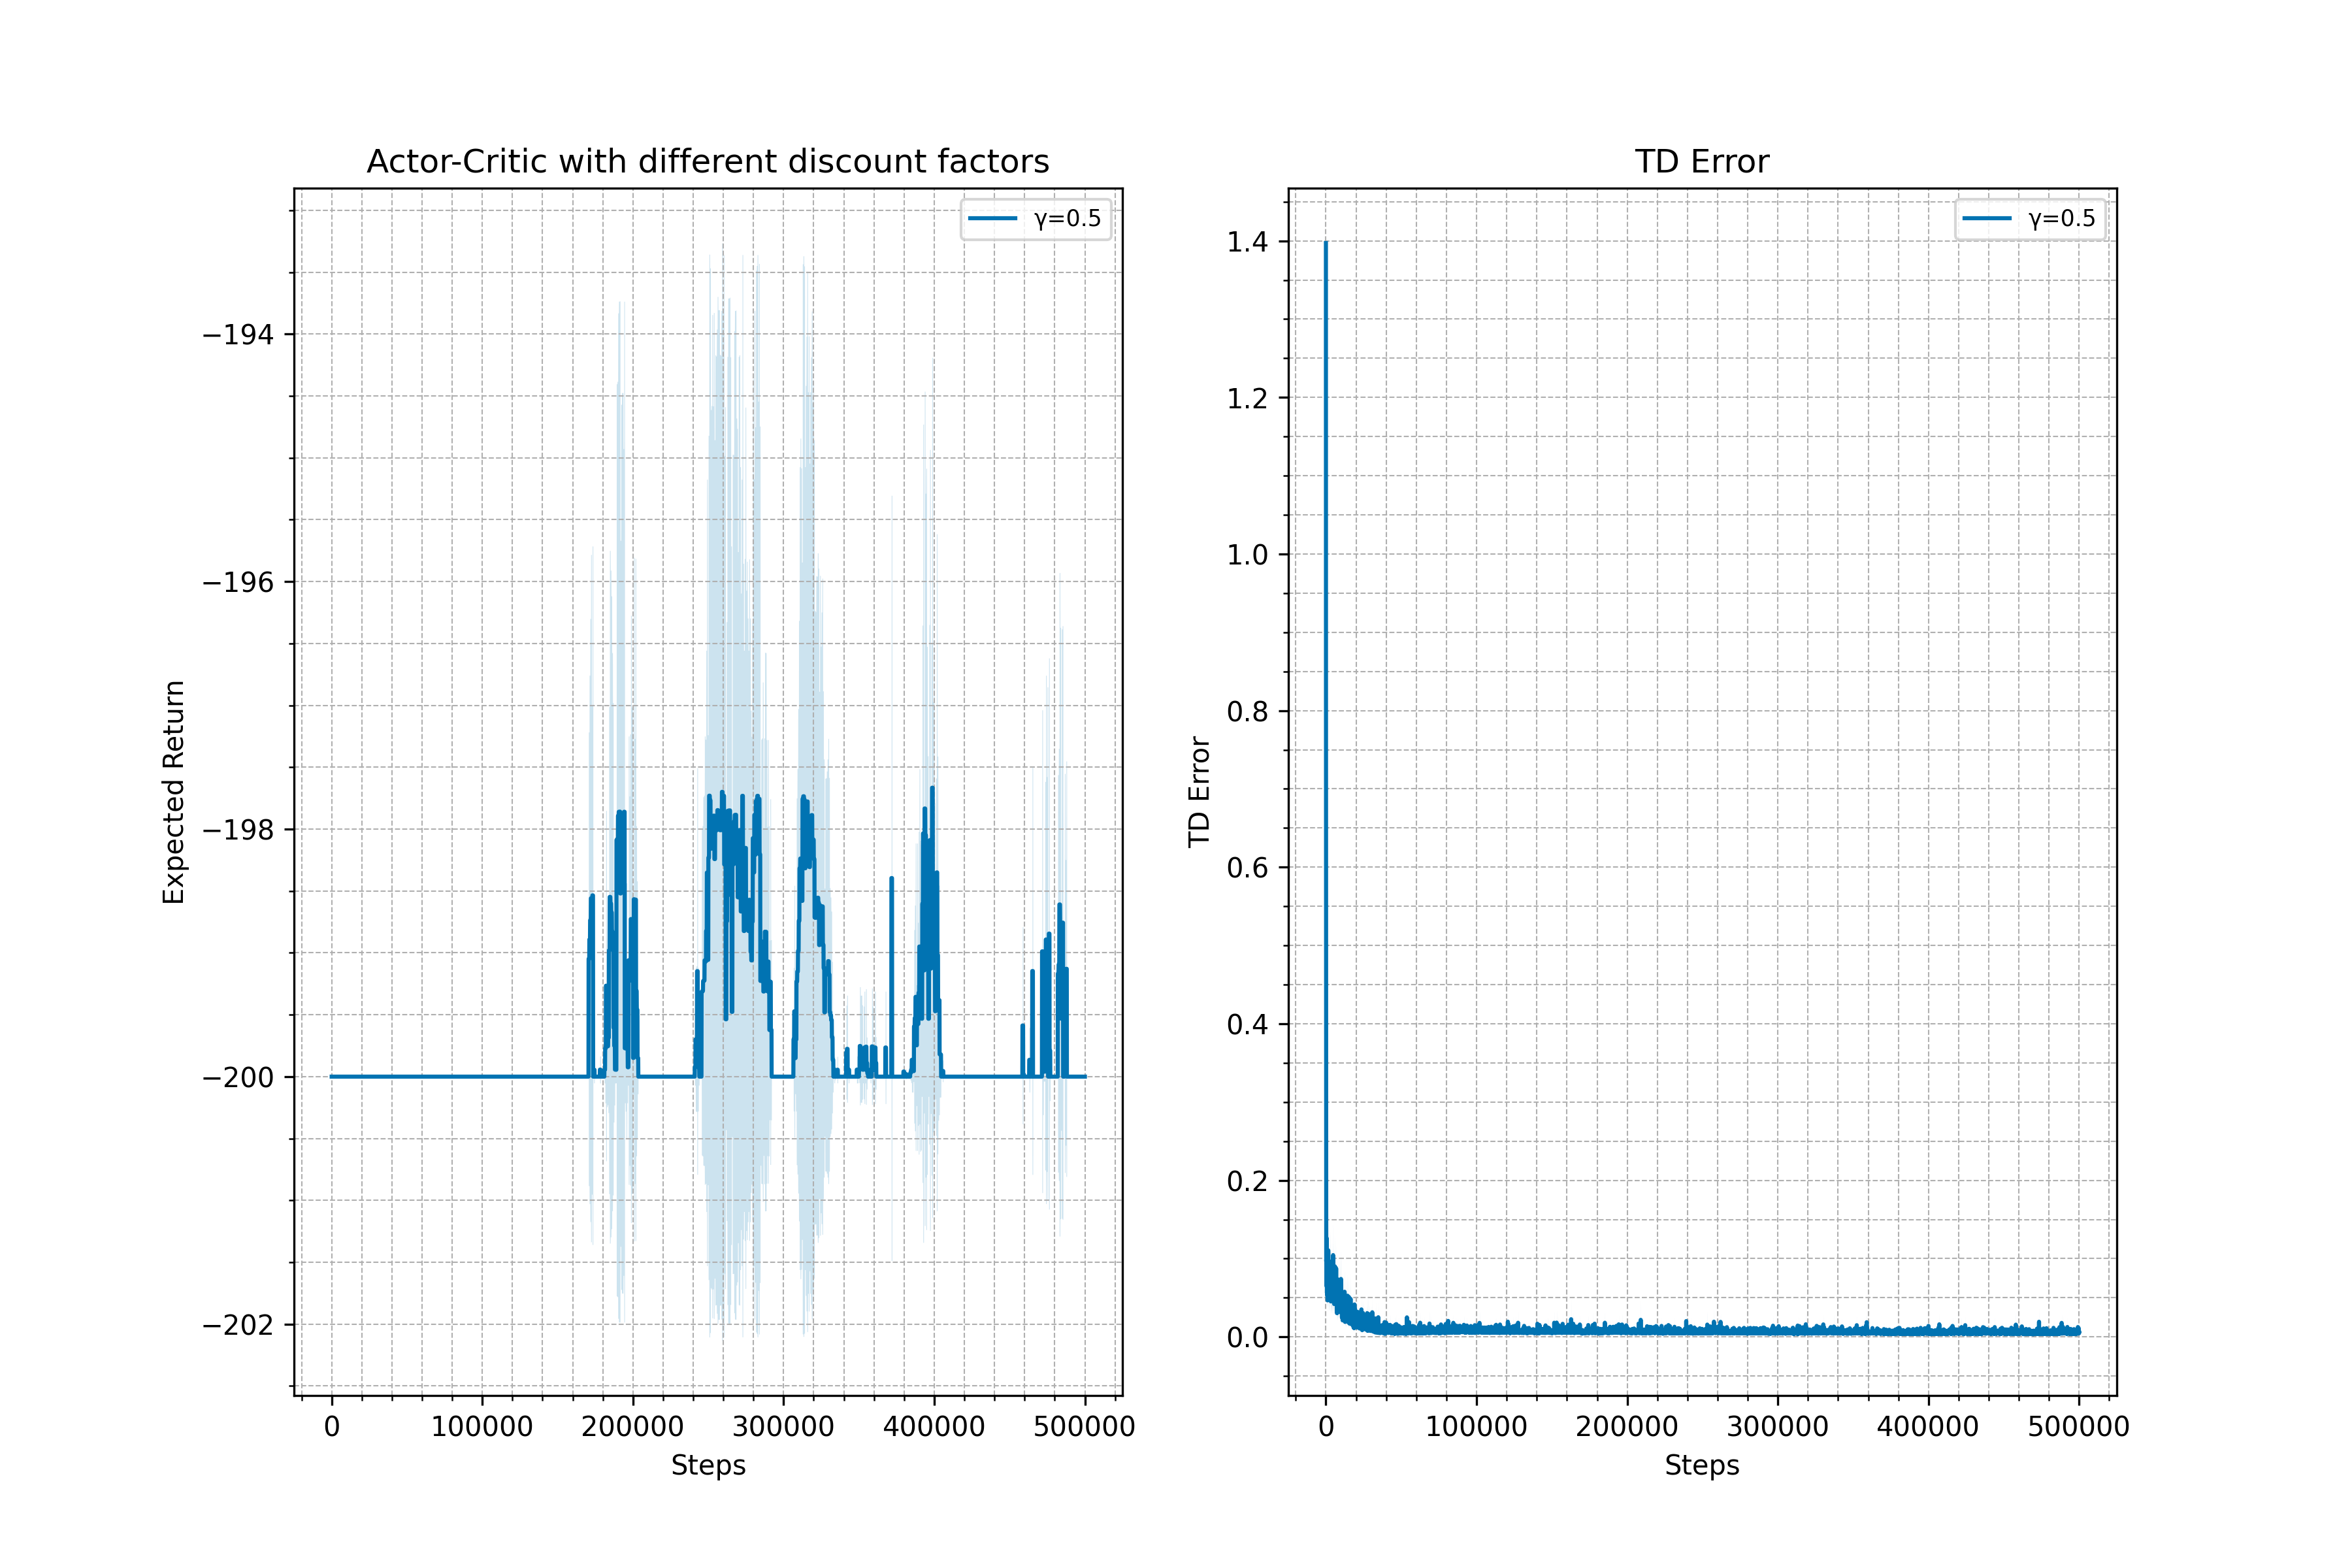 Actor-Critic with different discount factors
γ=0.5
−194
−196
−198
−200
−202
Expected Return
0 100000 200000 300000 400000 500000
Steps
TD Error
γ=0.5
1.4
1.2
1.0
0.8
0.6
0.4
0.2
0.0
TD Error
0 100000 200000 300000 400000 500000
Steps